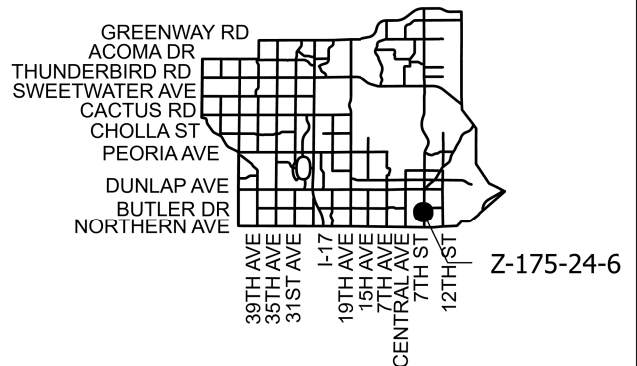 GREENWAY RD
ACOMA DR
THUNDERBIRD RD
SWEETWATER AVE
CACTUS RD
CHOLLA ST
PEORIA AVE
DUNLAP AVE
BUTLER DR
NORTHERN AVE
39TH AVE
35TH AVE
31ST AVE
I-17
19TH AVE
15H AVE
7TH AVE
CENTRAL AVE
7TH ST
12TH ST
Z-175-24-6